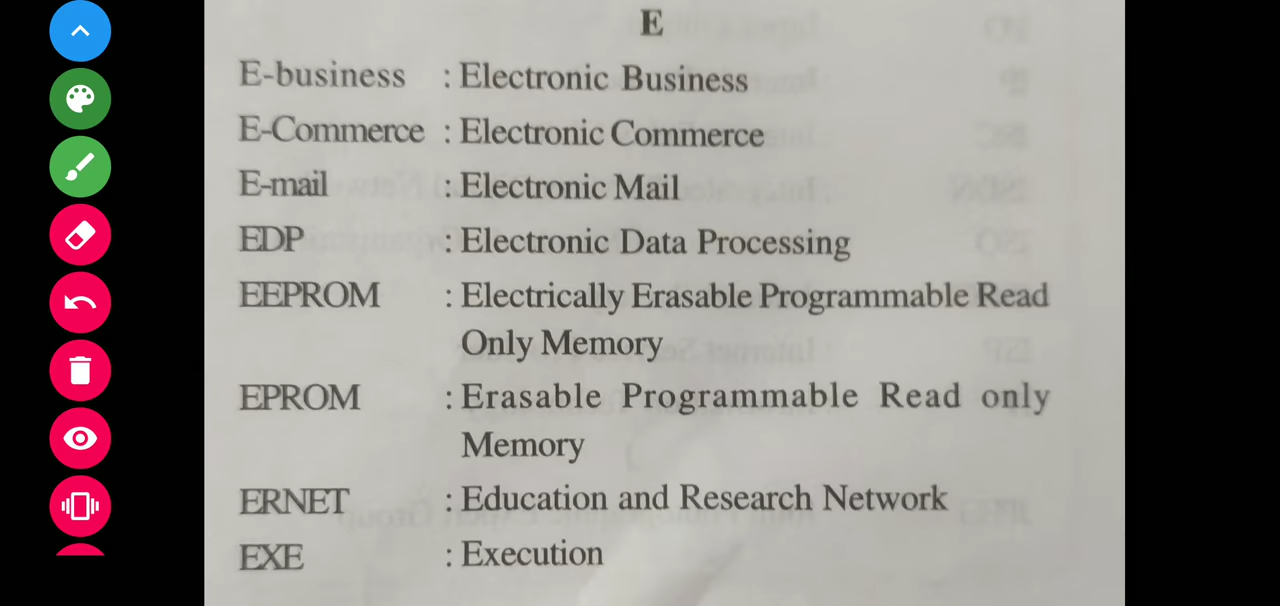 E
E-business : Electronic Business
E-Commerce : Electronic Commerce
E-mail : Electronic Mail
EDP : Electronic Data Processing
EEPROM : Electrically Erasable Programmable Read
Only Memory
EPROM : Erasable Programmable Read only
Memory
ERNET : Education and Research Network
EXE : Execution